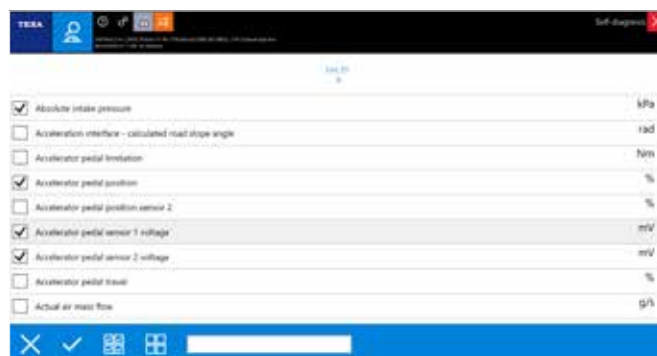 TEXA
Self-diagnosis
Absolute intake pressure kPa
Acceleration interface - calculated road slope angle rad
Accelerator pedal limitation Nm
Accelerator pedal position %
Accelerator pedal position sensor 2 %
Accelerator pedal sensor 1 voltage mV
Accelerator pedal sensor 2 voltage mV
Accelerator pedal travel %
Actual air mass flow g/s